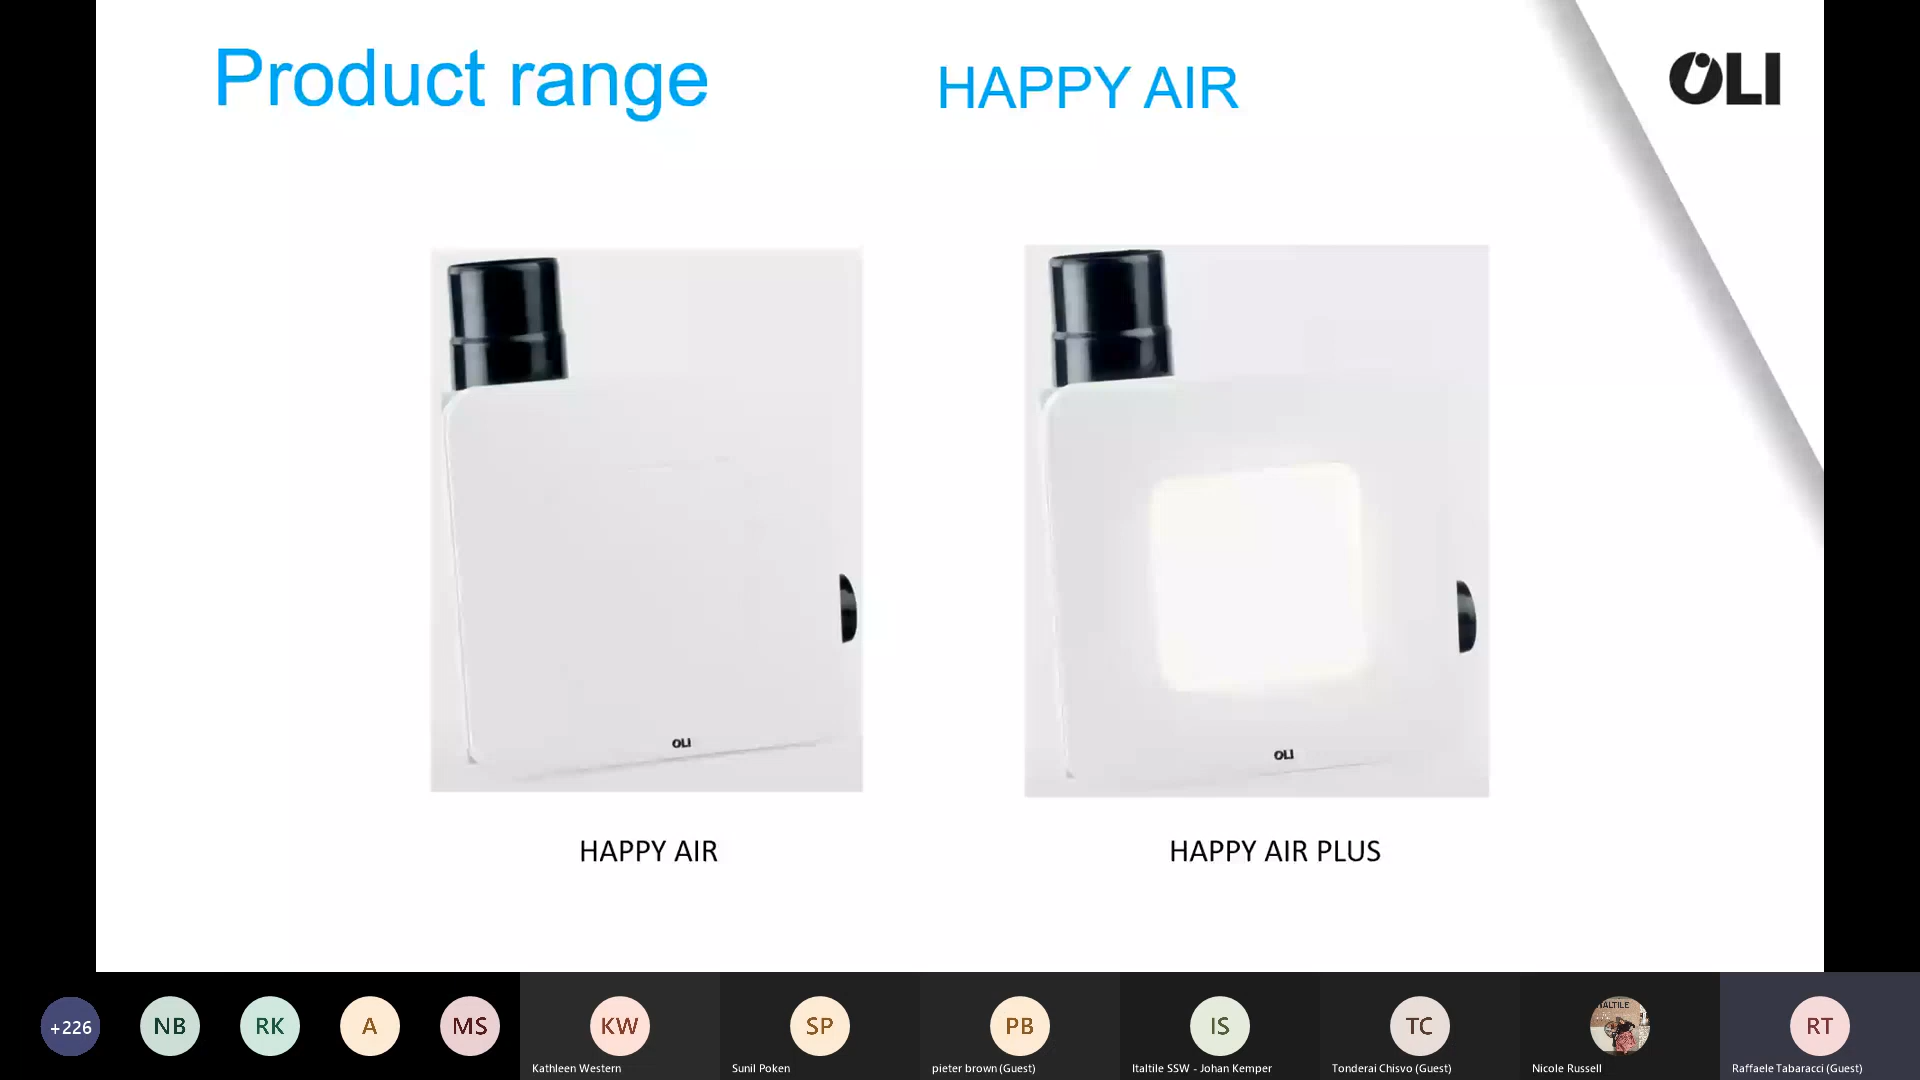 Product range
HAPPY AIR
OLI
OLI
OLI
HAPPY AIR
HAPPY AIR PLUS
+226
NB
RK
A
MS
KW
SP
PB
IS
TC
RT
Kathleen Western
Sunil Poken
pieter brown (Guest)
Italtile SSW - Johan Kemper
Tonderai Chisvo (Guest)
Nicole Russell
Raffaele Tabaracci (Guest)